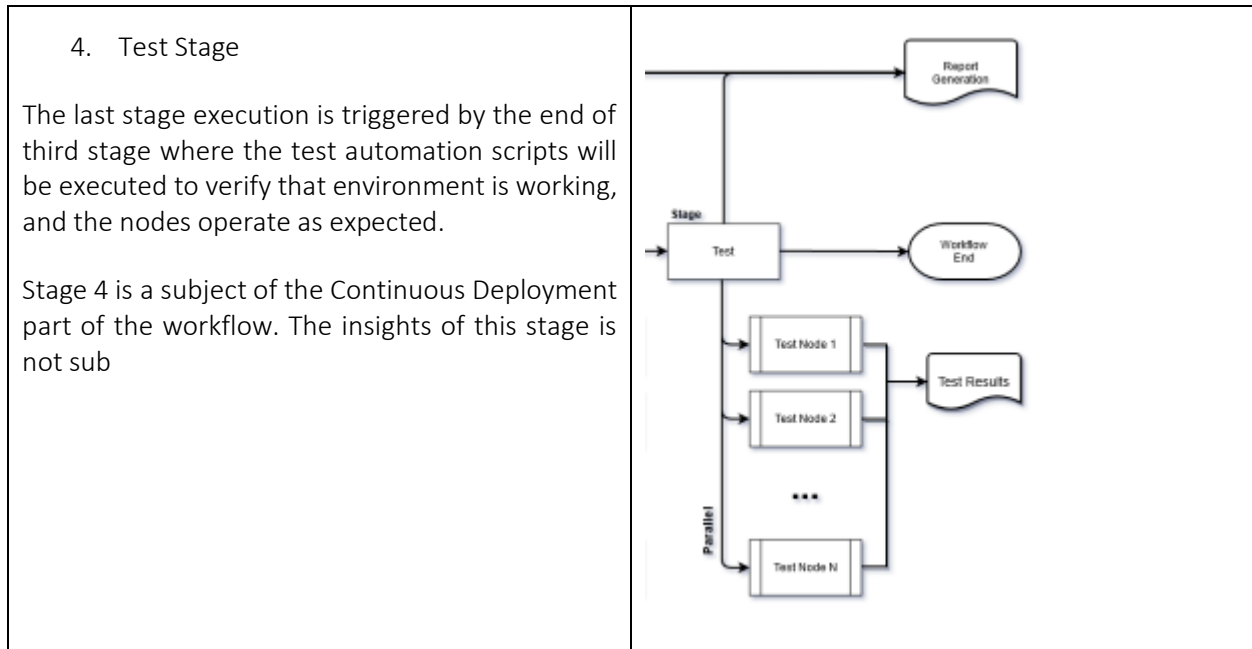 4. Test Stage
The last stage execution is triggered by the end of
third stage where the test automation scripts will
be executed to verify that environment is working,
and the nodes operate as expected.
Stage 4 is a subject of the Continuous Deployment
part of the workflow. The insights of this stage is
not sub
Report
Generation
Stage
Test
Workflow
End
Test Node 1
Test Results
Test Node 2
...
Parallel
Test Node N